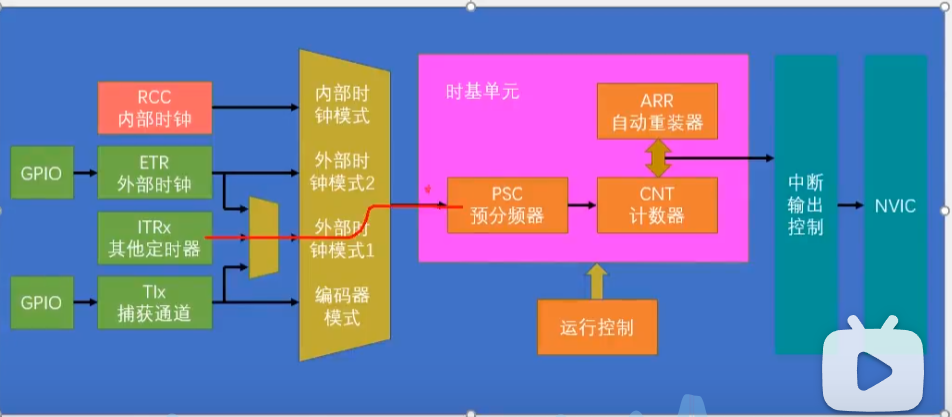 RCC
内部时钟
GPIO
ETR
外部时钟
ITRx
其他定时器
GPIO
TIx
捕获通道
内部时
钟模式
外部时
钟模式2
外部时
钟模式1
编码器
模式
时基单元
ARR
自动重装器
PSC
预分频器
CNT
计数器
运行控制
中断
输出
控制
NVIC